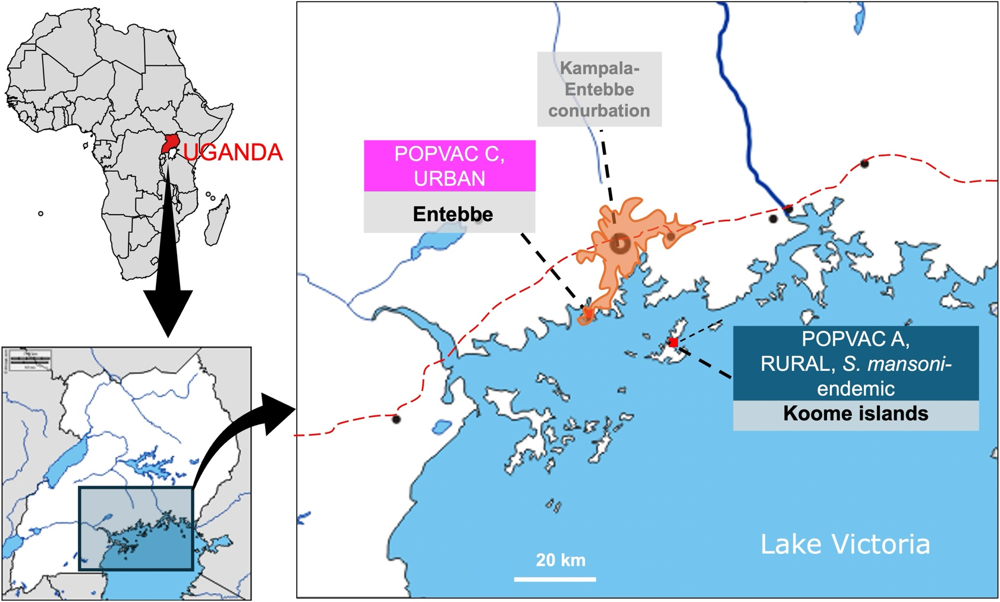 UGANDA
Kampala-
Entebbe
conurbation
POPVAC C,
URBAN
Entebbe
POPVAC A,
RURAL, S. mansoni-
endemic
Koome islands
Lake Victoria
20 km